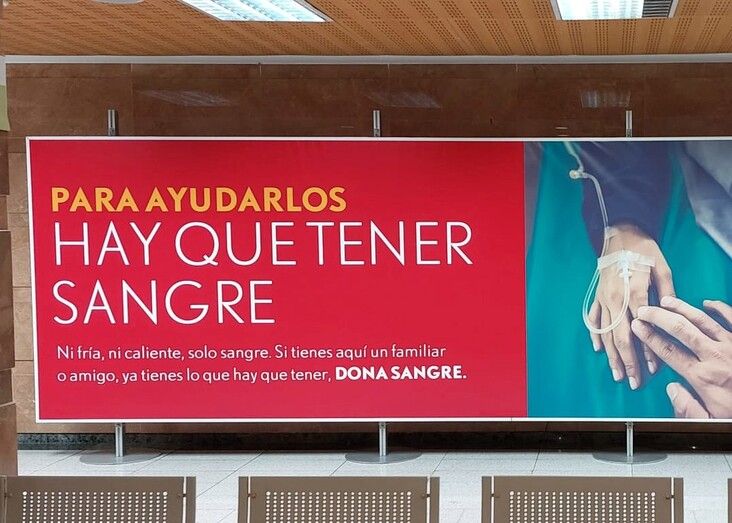 PARA AYUDARLOS
HAY QUE TENER
SANGRE
Ni fría, ni caliente, solo sangre. Si tienes aquí un familiar
o amigo, ya tienes lo que hay que tener, DONA SANGRE.